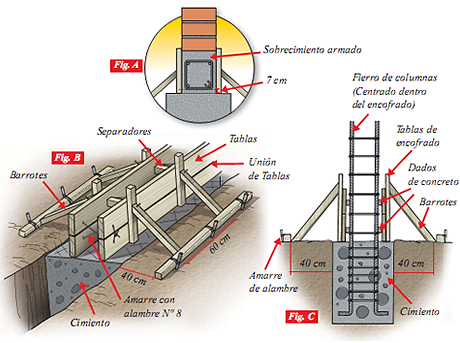 Fig. A
Sobrecimiento armado
7 cm
Fig. B
Separadores
Tablas
Unión
de Tablas
Barrotes
40 cm
60 cm
Amarre con
alambre Nº 8
Cimiento
Fierro de columnas
(Centrado dentro
del encofrado)
Tablas de
encofrado
Dados
de concreto
Barrotes
40 cm
40 cm
Amarre
de alambre
Cimiento
Fig. C